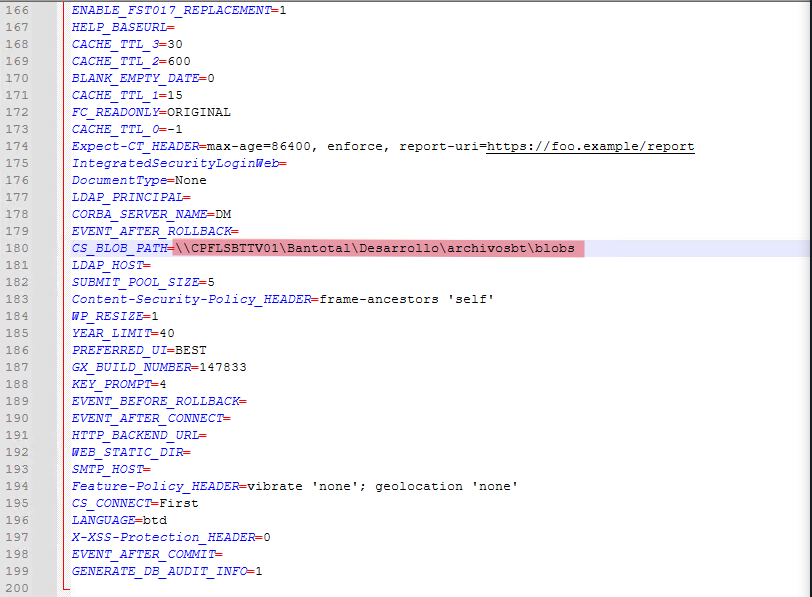 166 ENABLE_FST017_REPLACEMENT=1
167 HELP_BASEURL=
168 CACHE_TTL_3=30
169 CACHE_TTL_2=600
170 BLANK_EMPTY_DATE=0
171 CACHE_TTL_1=15
172 FC_READONLY=ORIGINAL
173 CACHE_TTL_0=-1
174 Expect-CT_HEADER=max-age=86400, enforce, report-uri=https://foo.example/report
175 IntegratedSecurityLoginWeb=
176 DocumentType=None
177 LDAP_PRINCIPAL=
178 CORBA_SERVER_NAME=DM
179 EVENT_AFTER_ROLLBACK=
180 CS_BLOB_PATH=\\CPFLSBTTV01\Bantotal\Desarrollo\archivosbt\blobs
181 LDAP_HOST=
182 SUBMIT_POOL_SIZE=5
183 Content-Security-Policy_HEADER=frame-ancestors 'self'
184 WP_RESIZE=1
185 YEAR_LIMIT=40
186 PREFERRED_UI=BEST
187 GX_BUILD_NUMBER=147833
188 KEY_PROMPT=4
189 EVENT_BEFORE_ROLLBACK=
190 EVENT_AFTER_CONNECT=
191 HTTP_BACKEND_URL=
192 WEB_STATIC_DIR=
193 SMTP_HOST=
194 Feature-Policy_HEADER=vibrate 'none'; geolocation 'none'
195 CS_CONNECT=First
196 LANGUAGE=btd
197 X-XSS-Protection_HEADER=0
198 EVENT_AFTER_COMMIT=
199 GENERATE_DB_AUDIT_INFO=1
200